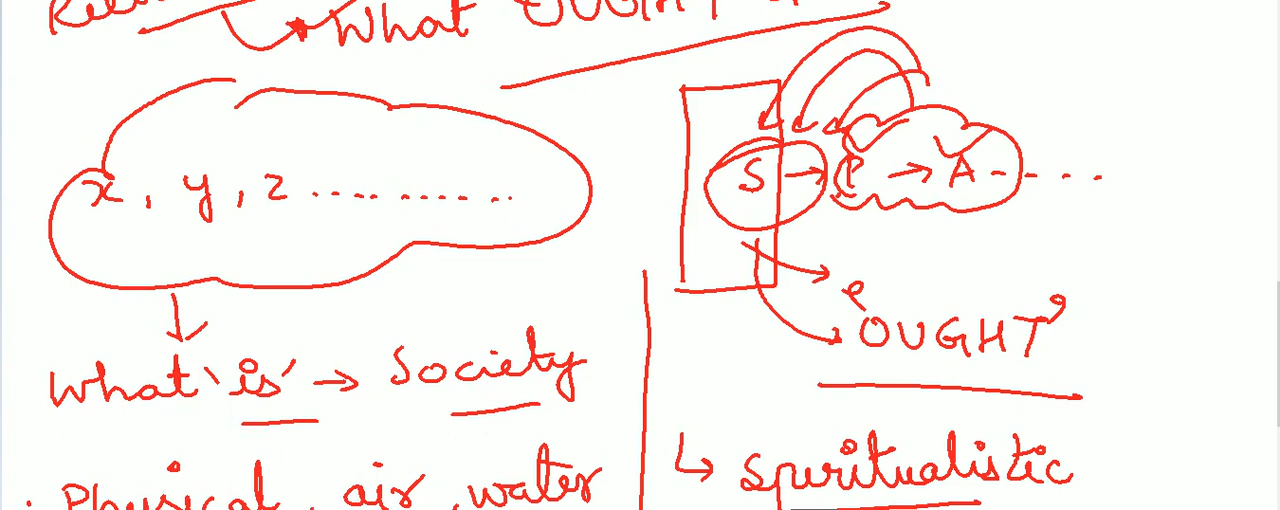 What OUGHT
x, y, z ..........
S → P → A - - - - -
'OUGHT'
What 'is' → Society
↳ Spiritualistic
. Physical, air, water